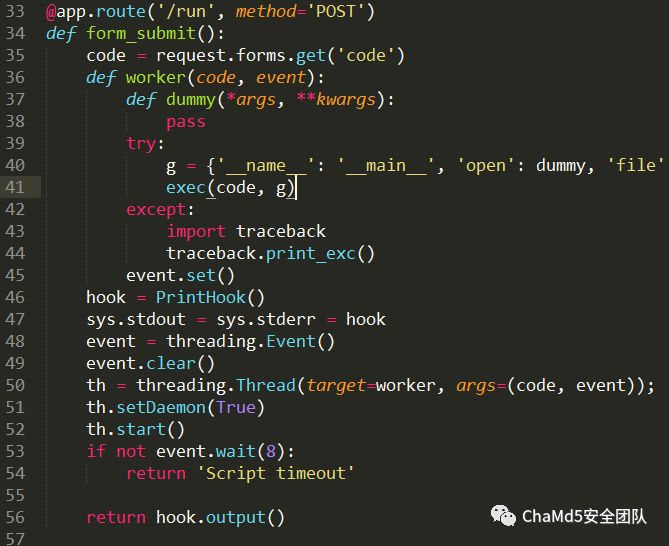 33 @app.route('/run', method='POST')
34 def form_submit():
35     code = request.forms.get('code')
36     def worker(code, event):
37         def dummy(*args, **kwargs):
38             pass
39         try:
40             g = {'__name__': '__main__', 'open': dummy, 'file'
41             exec(code, g)
42         except:
43             import traceback
44             traceback.print_exc()
45         event.set()
46     hook = PrintHook()
47     sys.stdout = sys.stderr = hook
48     event = threading.Event()
49     event.clear()
50     th = threading.Thread(target=worker, args=(code, event));
51     th.setDaemon(True)
52     th.start()
53     if not event.wait(8):
54         return 'Script timeout'
55
56     return hook.output()
ChaMd5安全团队
57